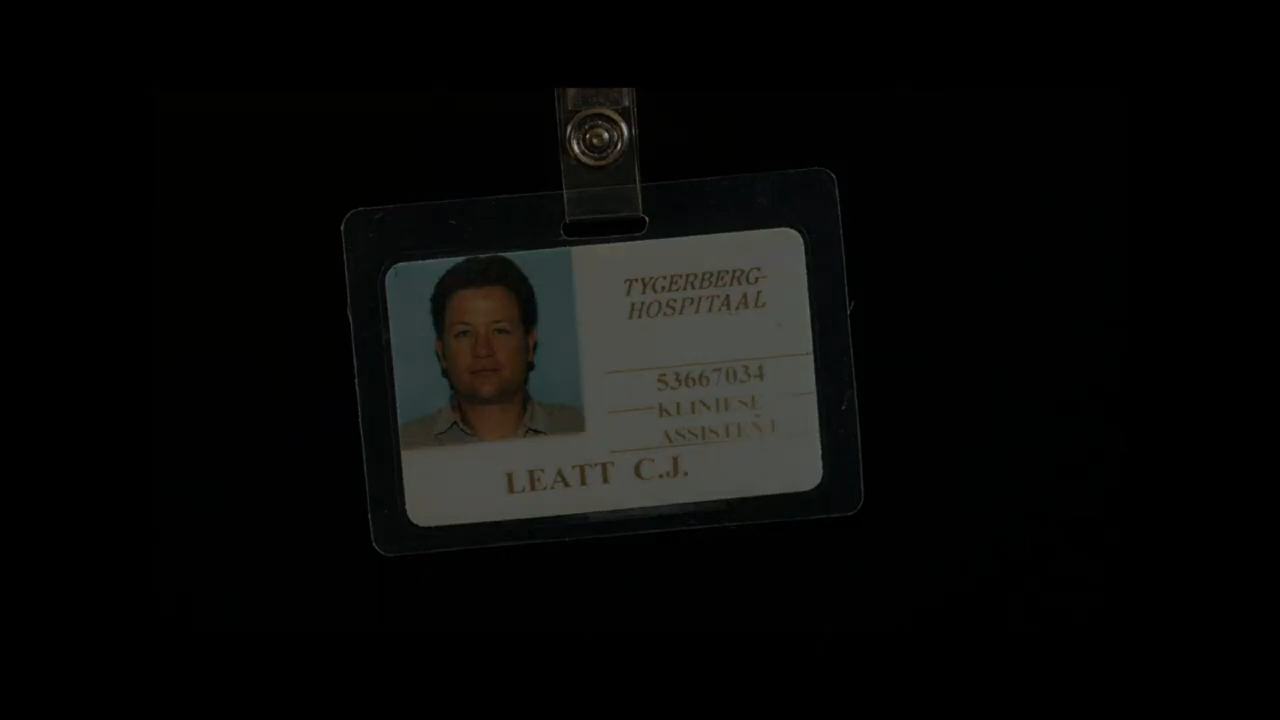 TYGERBERG-
HOSPITAAL
53667034
KLINIESE
ASSISTENT
LEATT C.J.